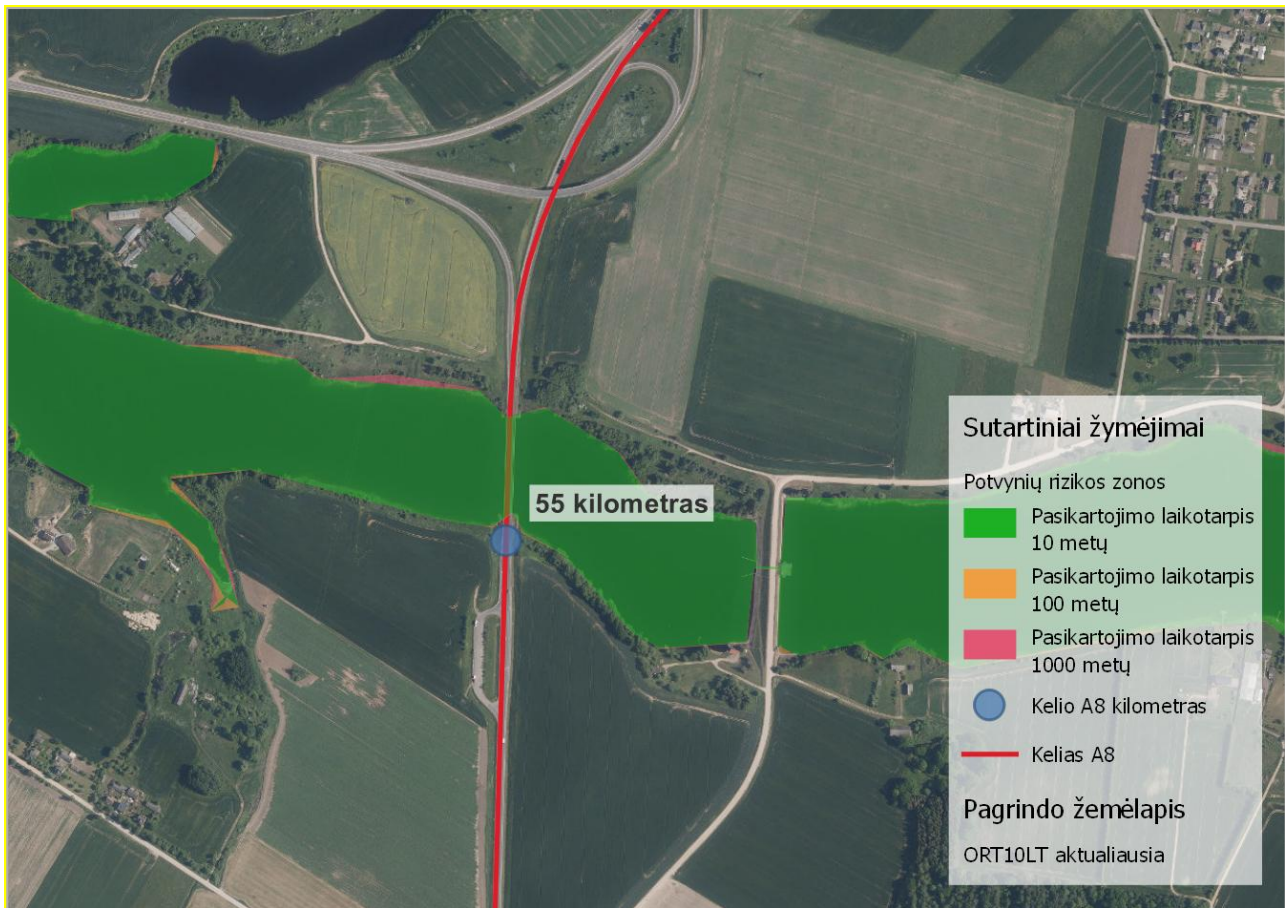 55 kilometras
Sutartiniai žymėjimai
Potvynių rizikos zonos
Pasikartojimo laikotarpis
10 metų
Pasikartojimo laikotarpis
100 metų
Pasikartojimo laikotarpis
1000 metų
Kelio A8 kilometras
Kelias A8
Pagrindo žemėlapis
ORT10LT aktualiausia